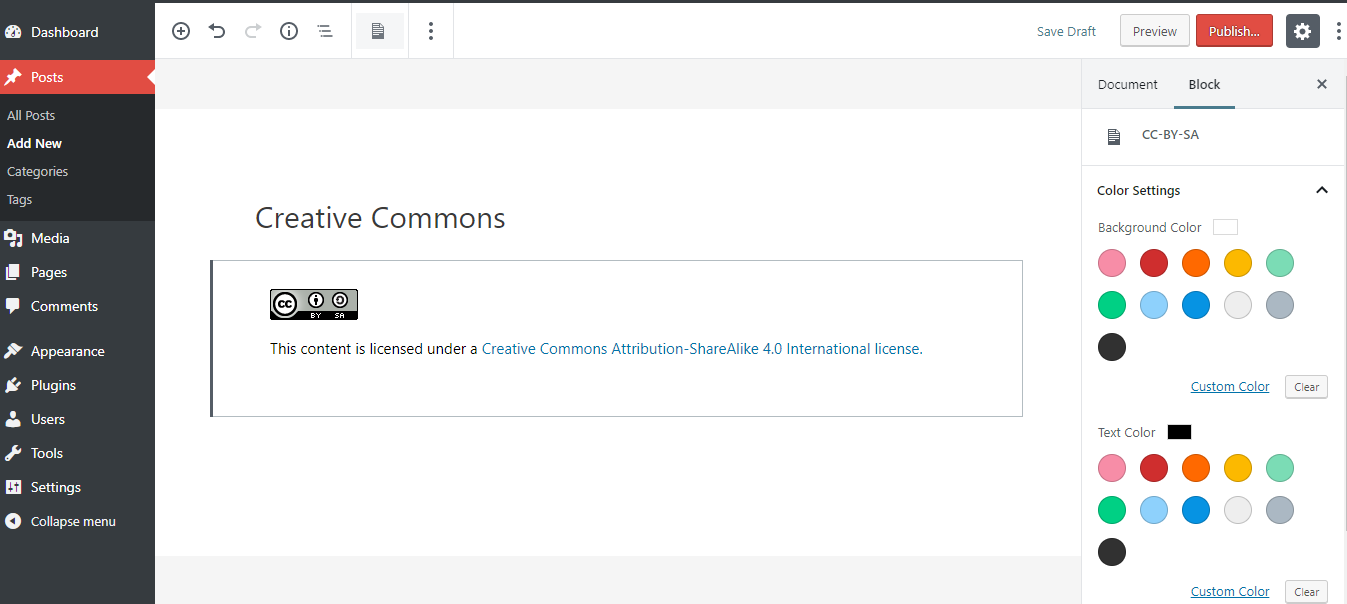 Dashboard
Posts
All Posts
Add New
Categories
Tags
Media
Pages
Comments
Appearance
Plugins
Users
Tools
Settings
Collapse menu
Save Draft
Preview
Publish...
Creative Commons
cc
BY SA
This content is licensed under a Creative Commons Attribution-ShareAlike 4.0 International license.
Document
Block
CC-BY-SA
Color Settings
Background Color
Custom Color
Clear
Text Color
Custom Color
Clear